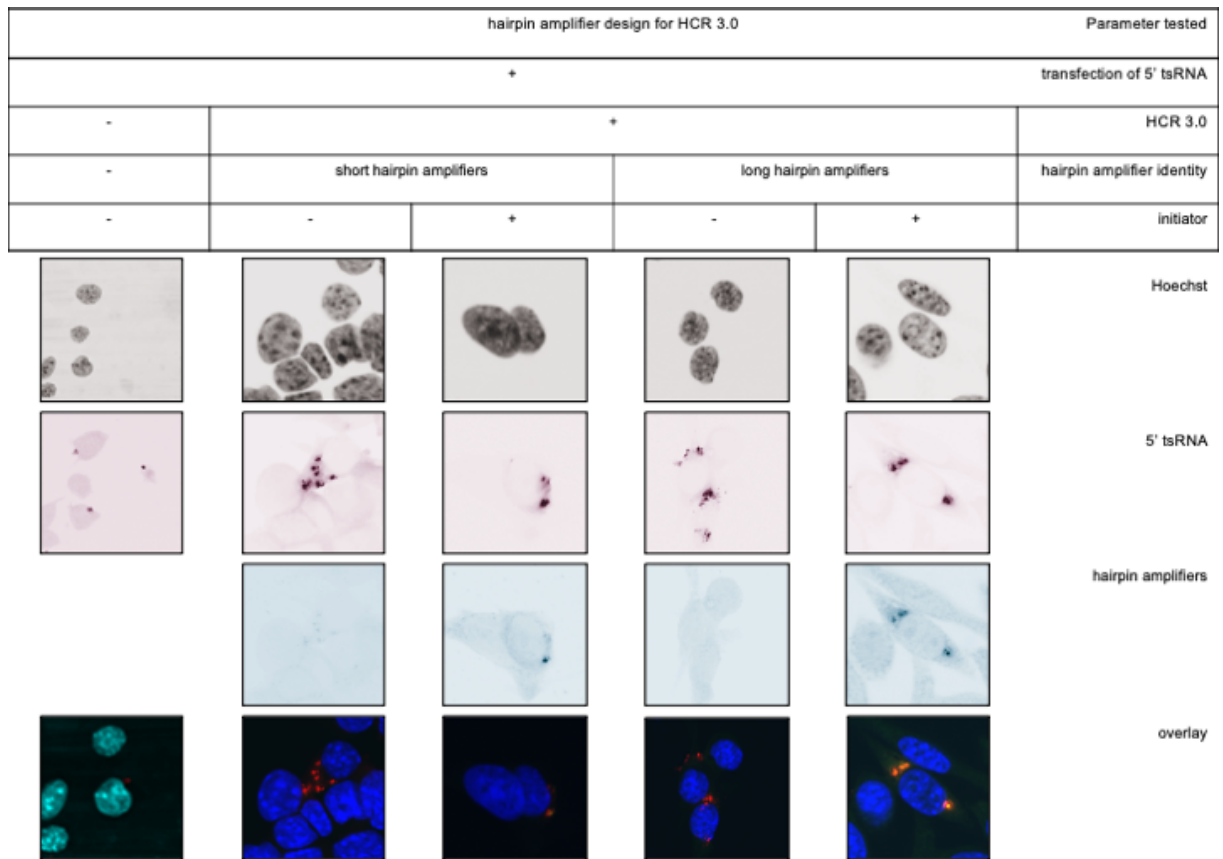 hairpin amplifier design for HCR 3.0 Parameter tested
+ transfection of 5' tsRNA
- + HCR 3.0
- short hairpin amplifiers long hairpin amplifiers hairpin amplifier identity
- - + - + initiator
Hoechst
5' tsRNA
hairpin amplifiers
overlay